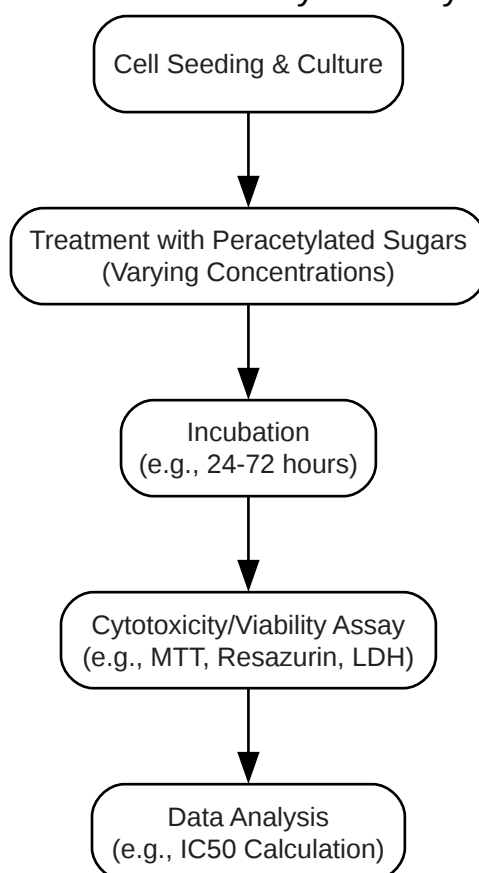 Cell Seeding & Culture
Treatment with Peracetylated Sugars
(Varying Concentrations)
Incubation
(e.g., 24-72 hours)
Cytotoxicity/Viability Assay
(e.g., MTT, Resazurin, LDH)
Data Analysis
(e.g., IC50 Calculation)